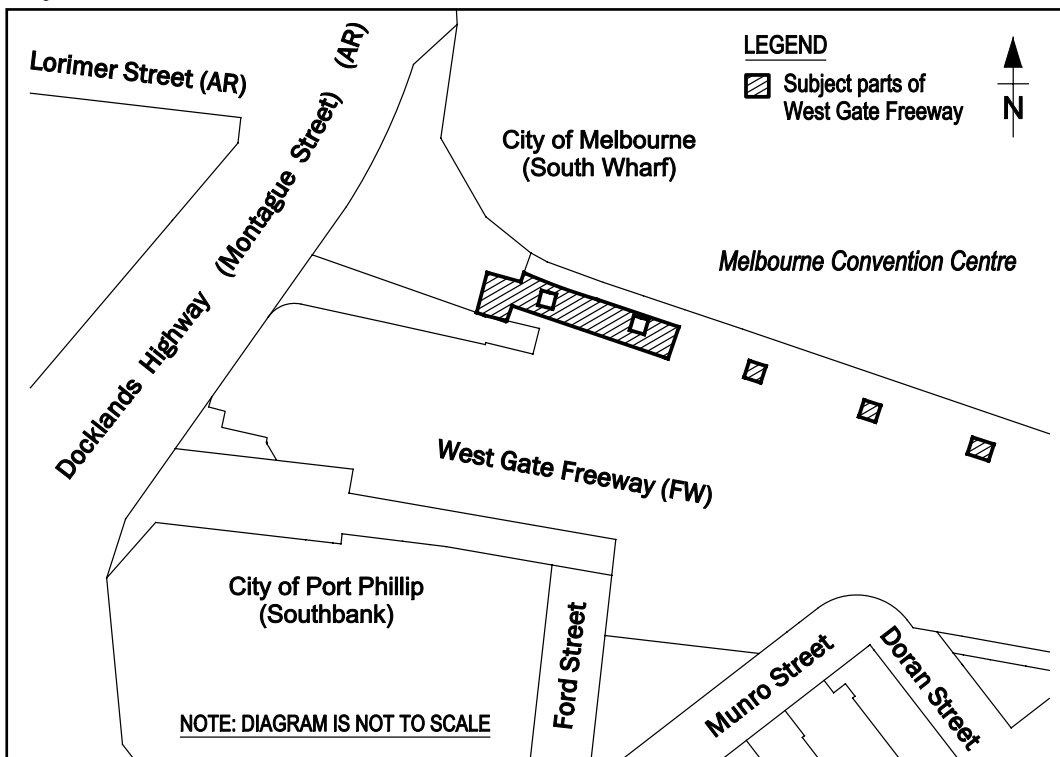 LEGEND
Subject parts of
West Gate Freeway
N
Lorimer Street (AR)
Docklands Highway (Montague Street) (AR)
City of Melbourne
(South Wharf)
Melbourne Convention Centre
West Gate Freeway (FW)
City of Port Phillip
(Southbank)
Ford Street
Munro Street
Doran Street
NOTE: DIAGRAM IS NOT TO SCALE